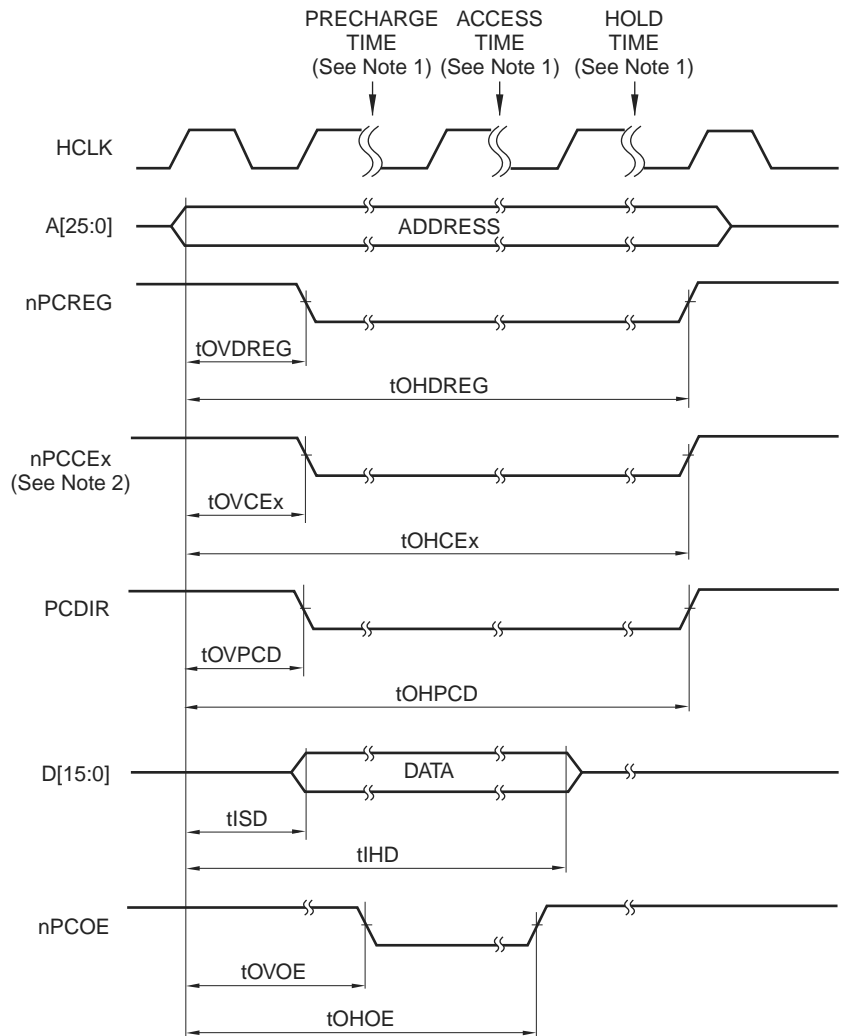 PRECHARGE TIME (See Note 1)
ACCESS TIME (See Note 1)
HOLD TIME (See Note 1)
HCLK
A[25:0]
ADDRESS
nPCREG
tOVDREG
tOHDREG
nPCCEx
(See Note 2)
tOVCEx
tOHCEx
PCDIR
tOVPCD
tOHPCD
D[15:0]
DATA
tISD
tIHD
nPCOE
tOVOE
tOHOE